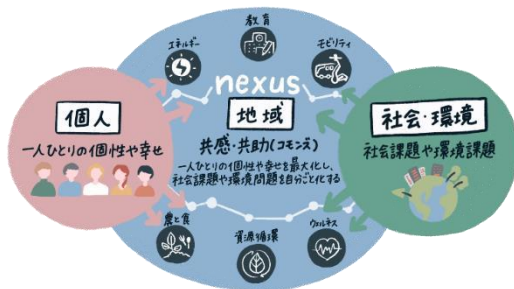 教育
エネルギー
モビリティ
nexus
個人
一人ひとりの個性や幸せ
地域
共感・共助(コモンズ)
一人ひとりの個性や幸せを最大化し、
社会課題や環境問題を自分ごと化する
社会・環境
社会課題や環境課題
農と食
資源循環
ウェルネス